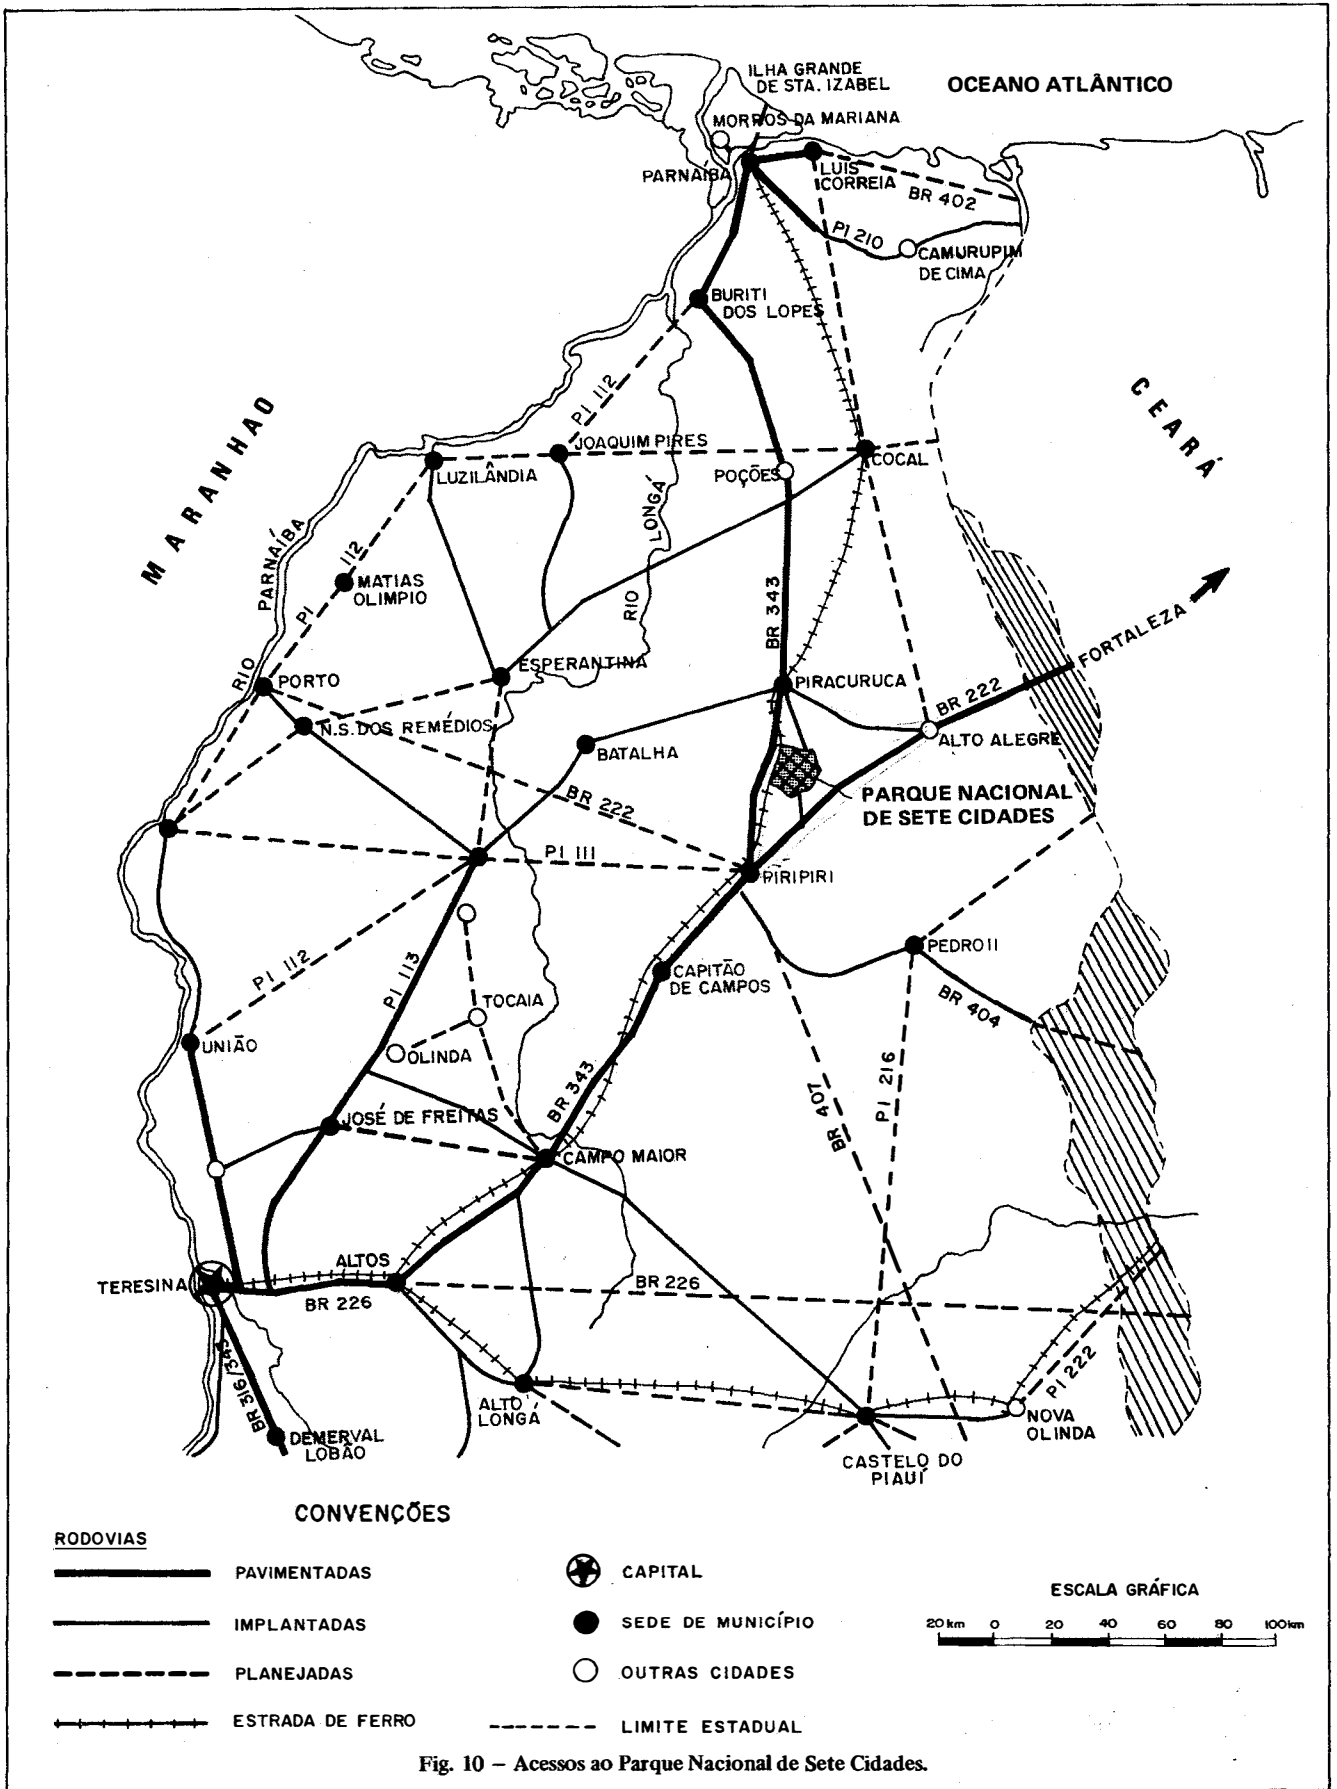 ILHA GRANDE
DE STA. IZABEL
OCEANO ATLÂNTICO
MORROS DA MARIANA
PARNAÍBA
LUIS
CORREIA
BR 402
PI 210
CAMURUPIM
DE CIMA
BURITI
DOS LOPES
PI 112
CEARÁ
MARANHAO
JOAQUIM PIRES
LUZILÂNDIA
POÇÕES
COCAL
RIO LONGÁ
RIO PARNAÍBA
PI 112
MATIAS
OLIMPIO
BR 343
FORTALEZA
ESPERANTINA
PORTO
PIRACURUCA
BR 222
N.S. DOS REMÉDIOS
BATALHA
ALTO ALEGRE
BR 222
PARQUE NACIONAL
DE SETE CIDADES
PI 111
PIRIPIRI
PEDRO II
PI 112
PI 113
CAPITÃO
DE CAMPOS
BR 404
TOCAIA
UNIÃO
OLINDA
BR 343
BR 407
PI 216
JOSÉ DE FREITAS
CAMPO MAIOR
ALTOS
TERESINA
BR 226
BR 226
BR 316/343
PI 222
ALTO
LONGÁ
NOVA
OLINDA
DEMERVAL
LOBÃO
CASTELO DO
PIAUÍ
CONVENÇÕES
RODOVIAS
PAVIMENTADAS
IMPLANTADAS
PLANEJADAS
ESTRADA DE FERRO
CAPITAL
SEDE DE MUNICÍPIO
OUTRAS CIDADES
LIMITE ESTADUAL
ESCALA GRÁFICA
20 km 0 20 40 60 80 100 km
Fig. 10 – Acessos ao Parque Nacional de Sete Cidades.